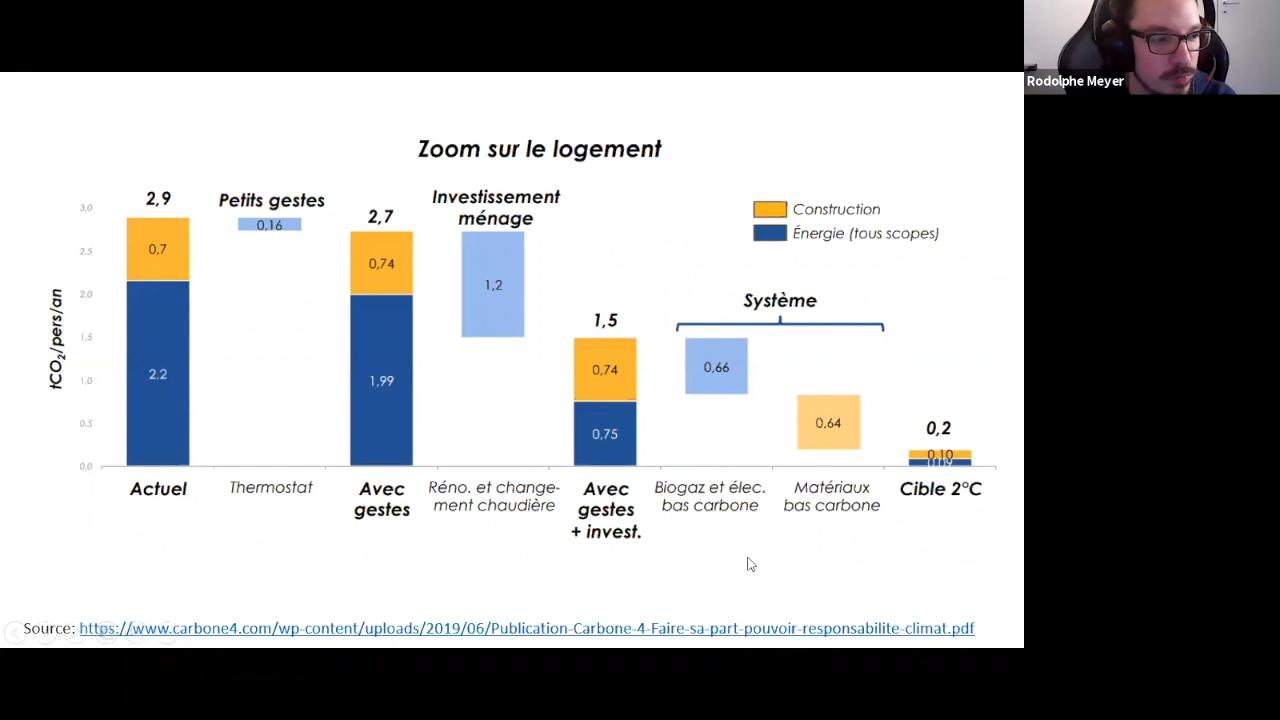 Rodolphe Meyer
Zoom sur le logement
2,9
Petits gestes
2,7
Investissement
ménage
Construction
Énergie (tous scopes)
Système
1,5
0,2
tCO₂/pers/an
3,0
2,5
2,0
1,5
1,0
0,5
0,0
0,7
2,2
0,16
0,74
1,99
1,2
0,74
0,75
0,66
0,64
0,10
0,09
Actuel
Thermostat
Avec
gestes
Réno. et change-
ment chaudière
Avec
gestes
+ invest.
Biogaz et élec.
bas carbone
Matériaux
bas carbone
Cible 2°C
Source: https://www.carbone4.com/wp-content/uploads/2019/06/Publication-Carbone-4-Faire-sa-part-pouvoir-responsabilite-climat.pdf